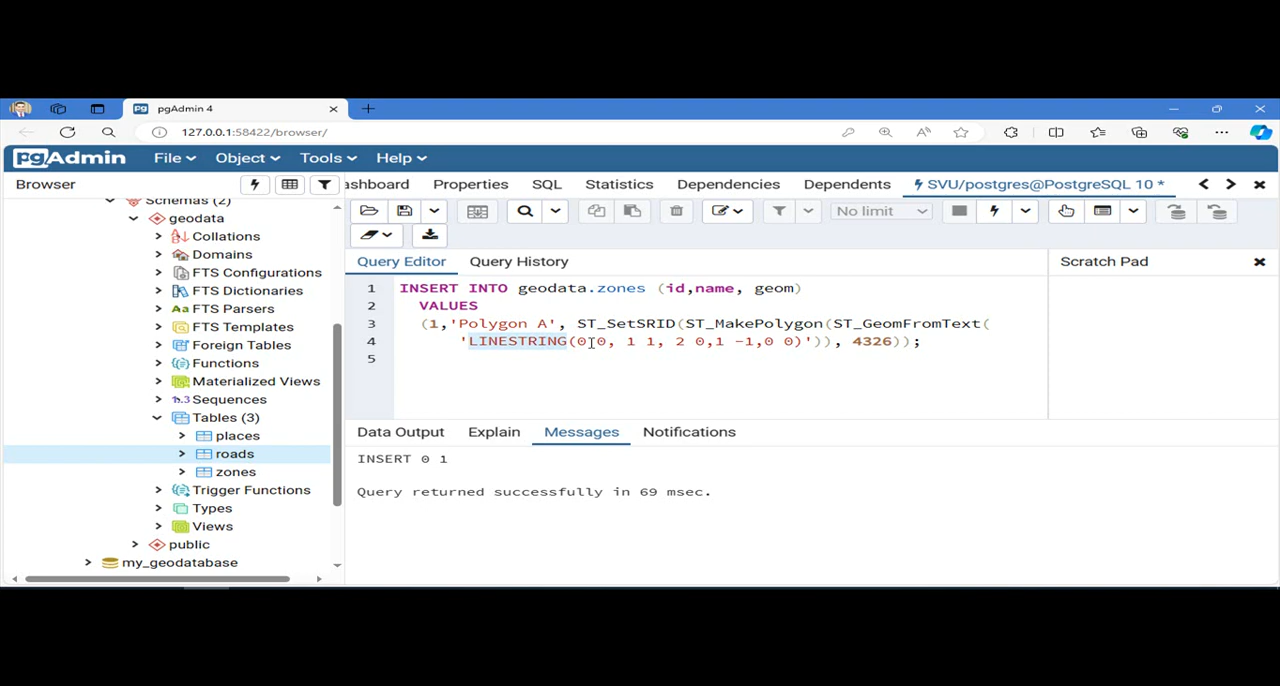 pgAdmin 4
127.0.0.1:58422/browser/
pgAdmin File Object Tools Help
Browser
ashboard Properties SQL Statistics Dependencies Dependents SVU/postgres@PostgreSQL 10 *
No limit
Query Editor Query History
Scratch Pad
1 INSERT INTO geodata.zones (id,name, geom)
2 VALUES
3 (1,'Polygon A', ST_SetSRID(ST_MakePolygon(ST_GeomFromText(
4 'LINESTRING(0 0, 1 1, 2 0,1 -1,0 0)')), 4326));
5
Data Output Explain Messages Notifications
INSERT 0 1
Query returned successfully in 69 msec.
Schemas (2)
geodata
Collations
Domains
FTS Configurations
FTS Dictionaries
Aa FTS Parsers
FTS Templates
Foreign Tables
Functions
Materialized Views
1..3 Sequences
Tables (3)
places
roads
zones
Trigger Functions
Types
Views
public
my_geodatabase